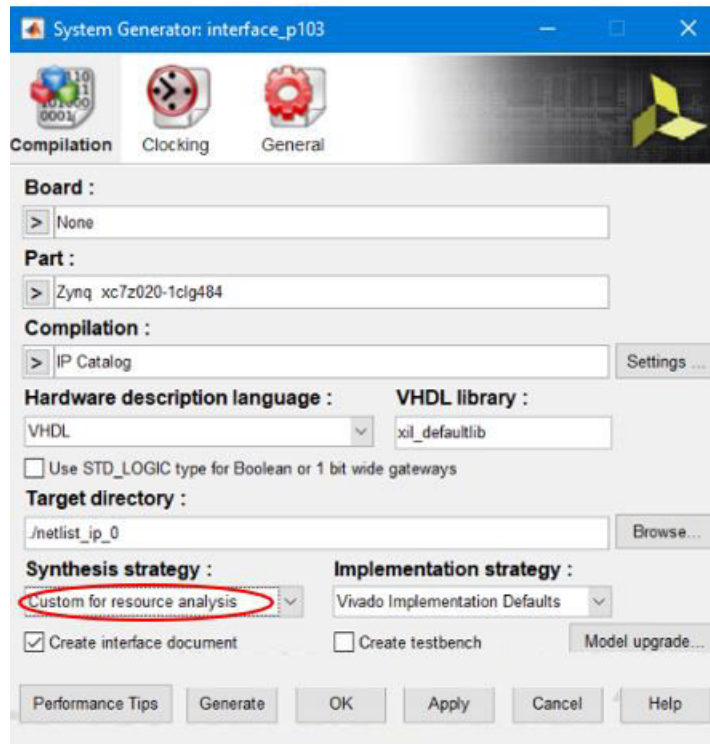 System Generator: interface_p103
Compilation Clocking General
Board :
> None
Part :
> Zynq xc7z020-1clg484
Compilation :
> IP Catalog Settings ...
Hardware description language : VHDL library :
VHDL xil_defaultlib
Use STD_LOGIC type for Boolean or 1 bit wide gateways
Target directory :
./netlist_ip_0 Browse...
Synthesis strategy : Implementation strategy :
Custom for resource analysis Vivado Implementation Defaults
Create interface document Create testbench Model upgrade...
Performance Tips Generate OK Apply Cancel Help